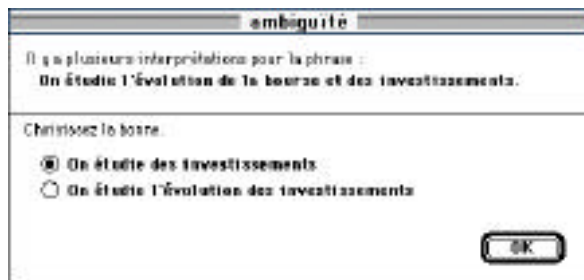 ambiguité
Il y a plusieurs interprétations pour la phrase :
On étudie l'évolution de la bourse et des investissements.
Choisissez la bonne.
On étudie des investissements
On étudie l'évolution des investissements
OK